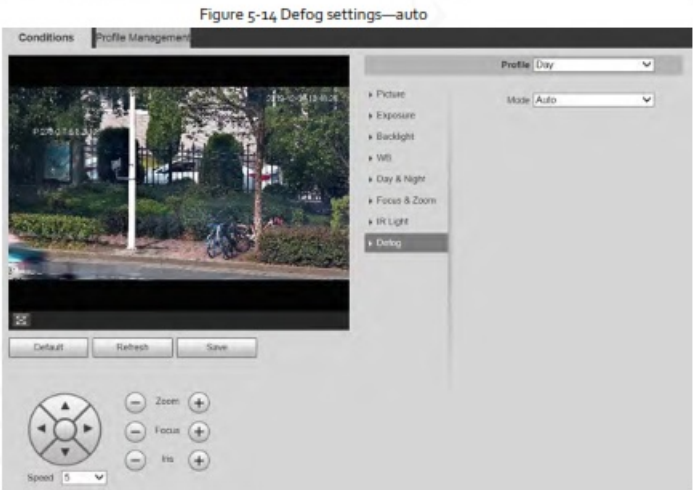 Figure 5-14 Defog settings—auto
Conditions
Profile Management
Profile Day
Picture
Mode Auto
Exposure
Backlight
WB
Day & Night
Focus & Zoom
IR Light
Defog
Default Refresh Save
Zoom
Focus
Iris
Speed 5